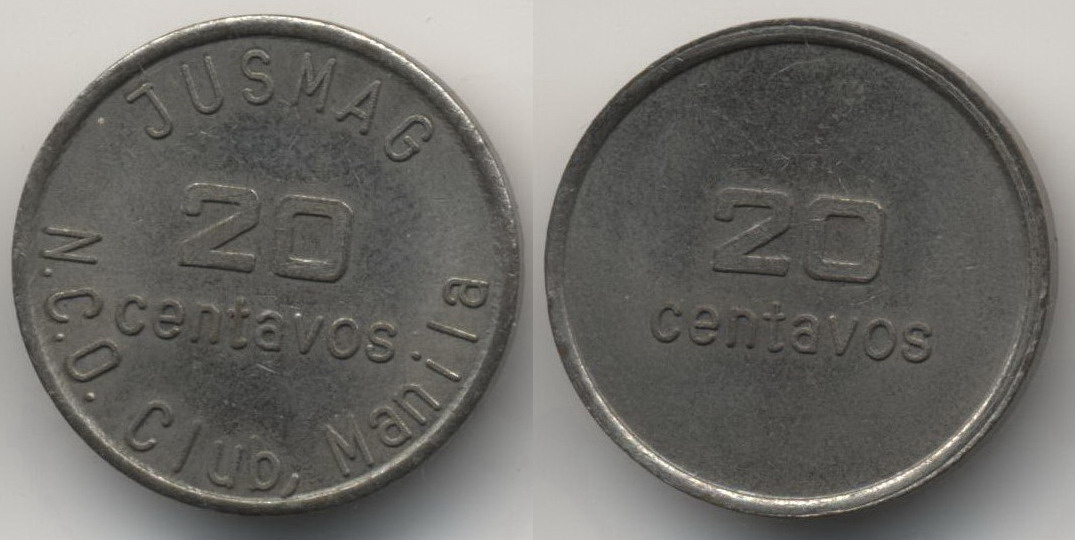 JUSMAG
20
centavos
N.C.O. Club, Manila
20
centavos